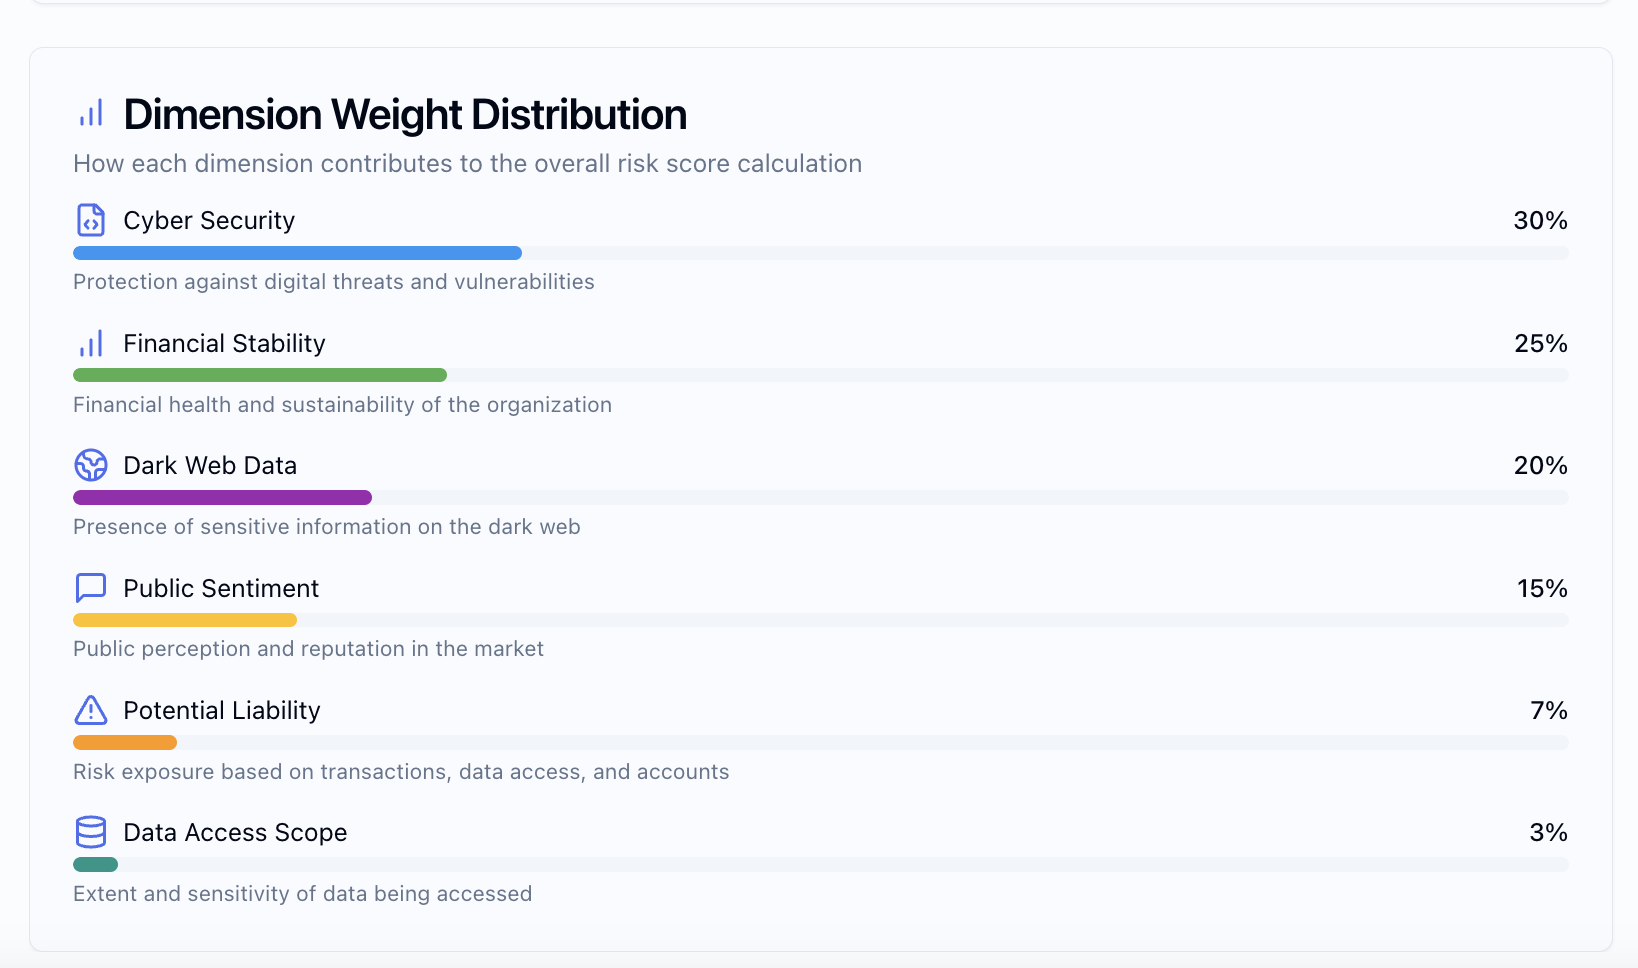 Dimension Weight Distribution
How each dimension contributes to the overall risk score calculation
Cyber Security 30%
Protection against digital threats and vulnerabilities
Financial Stability 25%
Financial health and sustainability of the organization
Dark Web Data 20%
Presence of sensitive information on the dark web
Public Sentiment 15%
Public perception and reputation in the market
Potential Liability 7%
Risk exposure based on transactions, data access, and accounts
Data Access Scope 3%
Extent and sensitivity of data being accessed